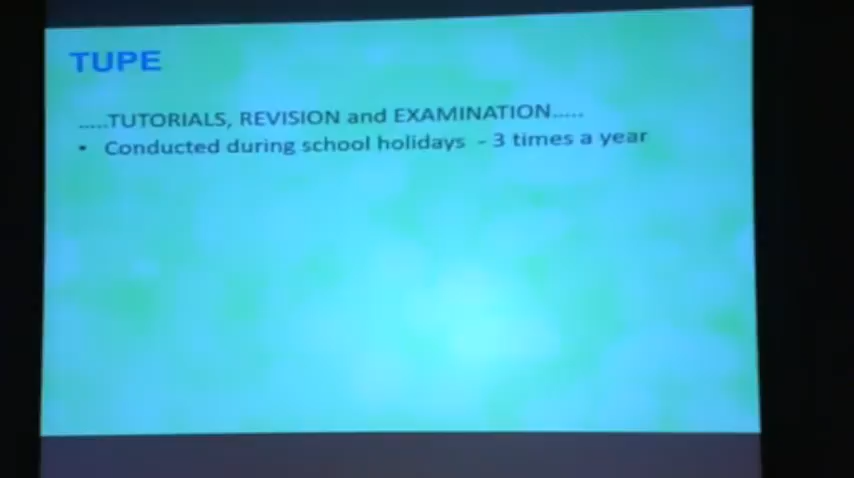 TUPE
.....TUTORIALS, REVISION and EXAMINATION.....
• Conducted during school holidays - 3 times a year